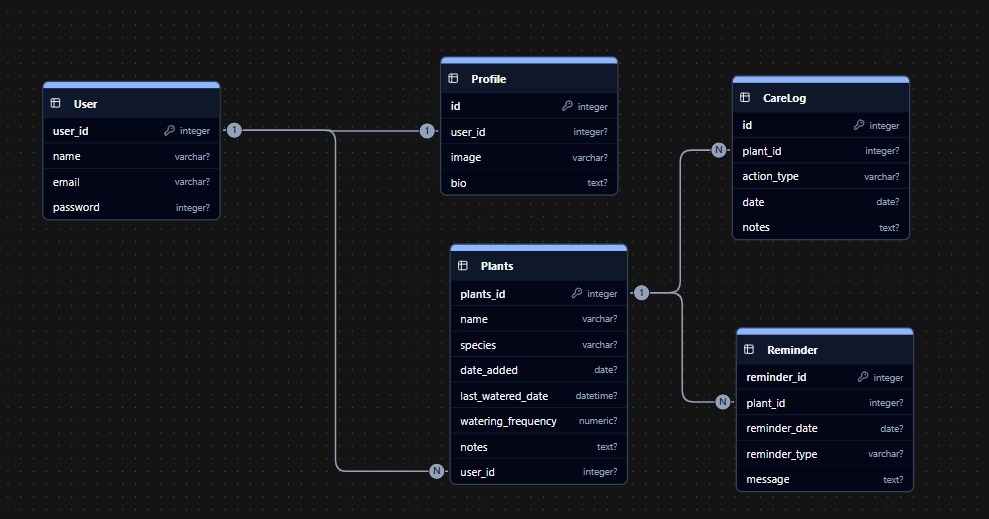 User
user_id integer
name varchar?
email varchar?
password integer?
1
Profile
id integer
1
user_id integer?
image varchar?
bio text?
Plants
plants_id integer
1
name varchar?
species varchar?
date_added date?
last_watered_date datetime?
watering_frequency numeric?
notes text?
N
user_id integer?
CareLog
id integer
N
plant_id integer?
action_type varchar?
date date?
notes text?
Reminder
reminder_id integer
N
plant_id integer?
reminder_date date?
reminder_type varchar?
message text?